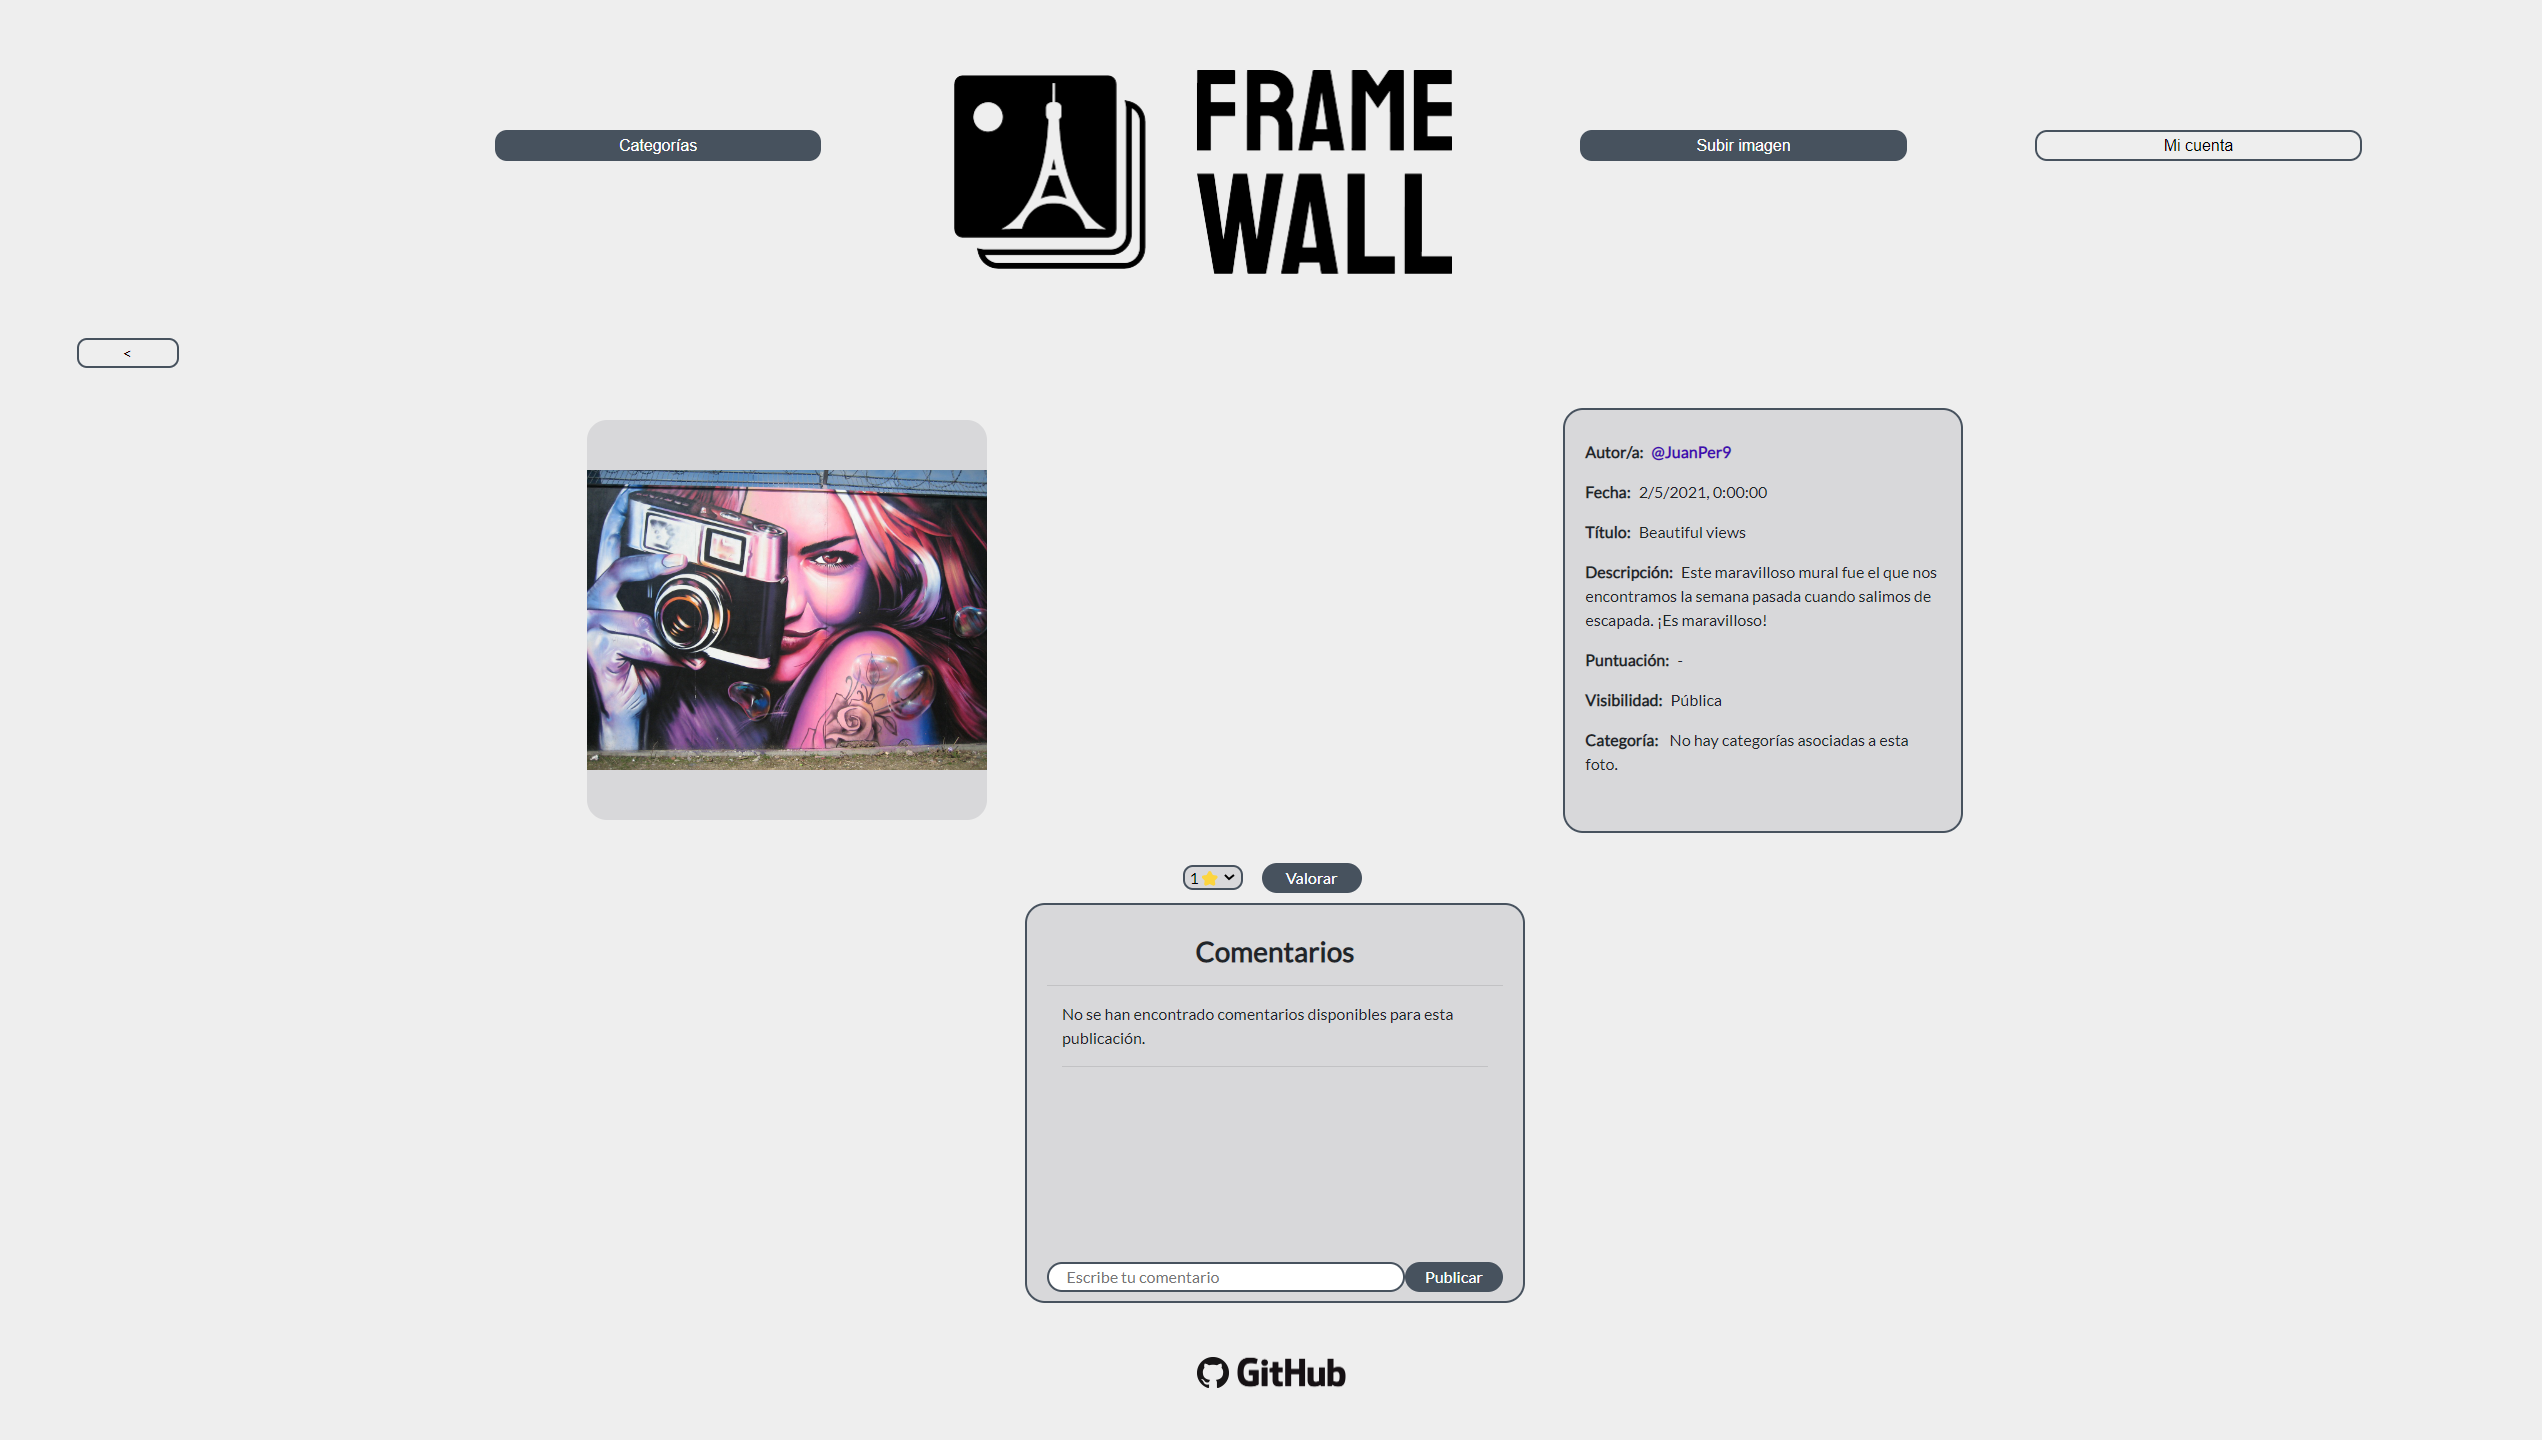 FRAME
WALL
Categorías
Subir imagen
Mi cuenta
<
Autor/a: @JuanPer9
Fecha: 2/5/2021, 0:00:00
Título: Beautiful views
Descripción: Este maravilloso mural fue el que nos
encontramos la semana pasada cuando salimos de
escapada. ¡Es maravilloso!
Puntuación: -
Visibilidad: Pública
Categoría: No hay categorías asociadas a esta
foto.
1 ⭐
Valorar
Comentarios
No se han encontrado comentarios disponibles para esta
publicación.
Escribe tu comentario
Publicar
GitHub